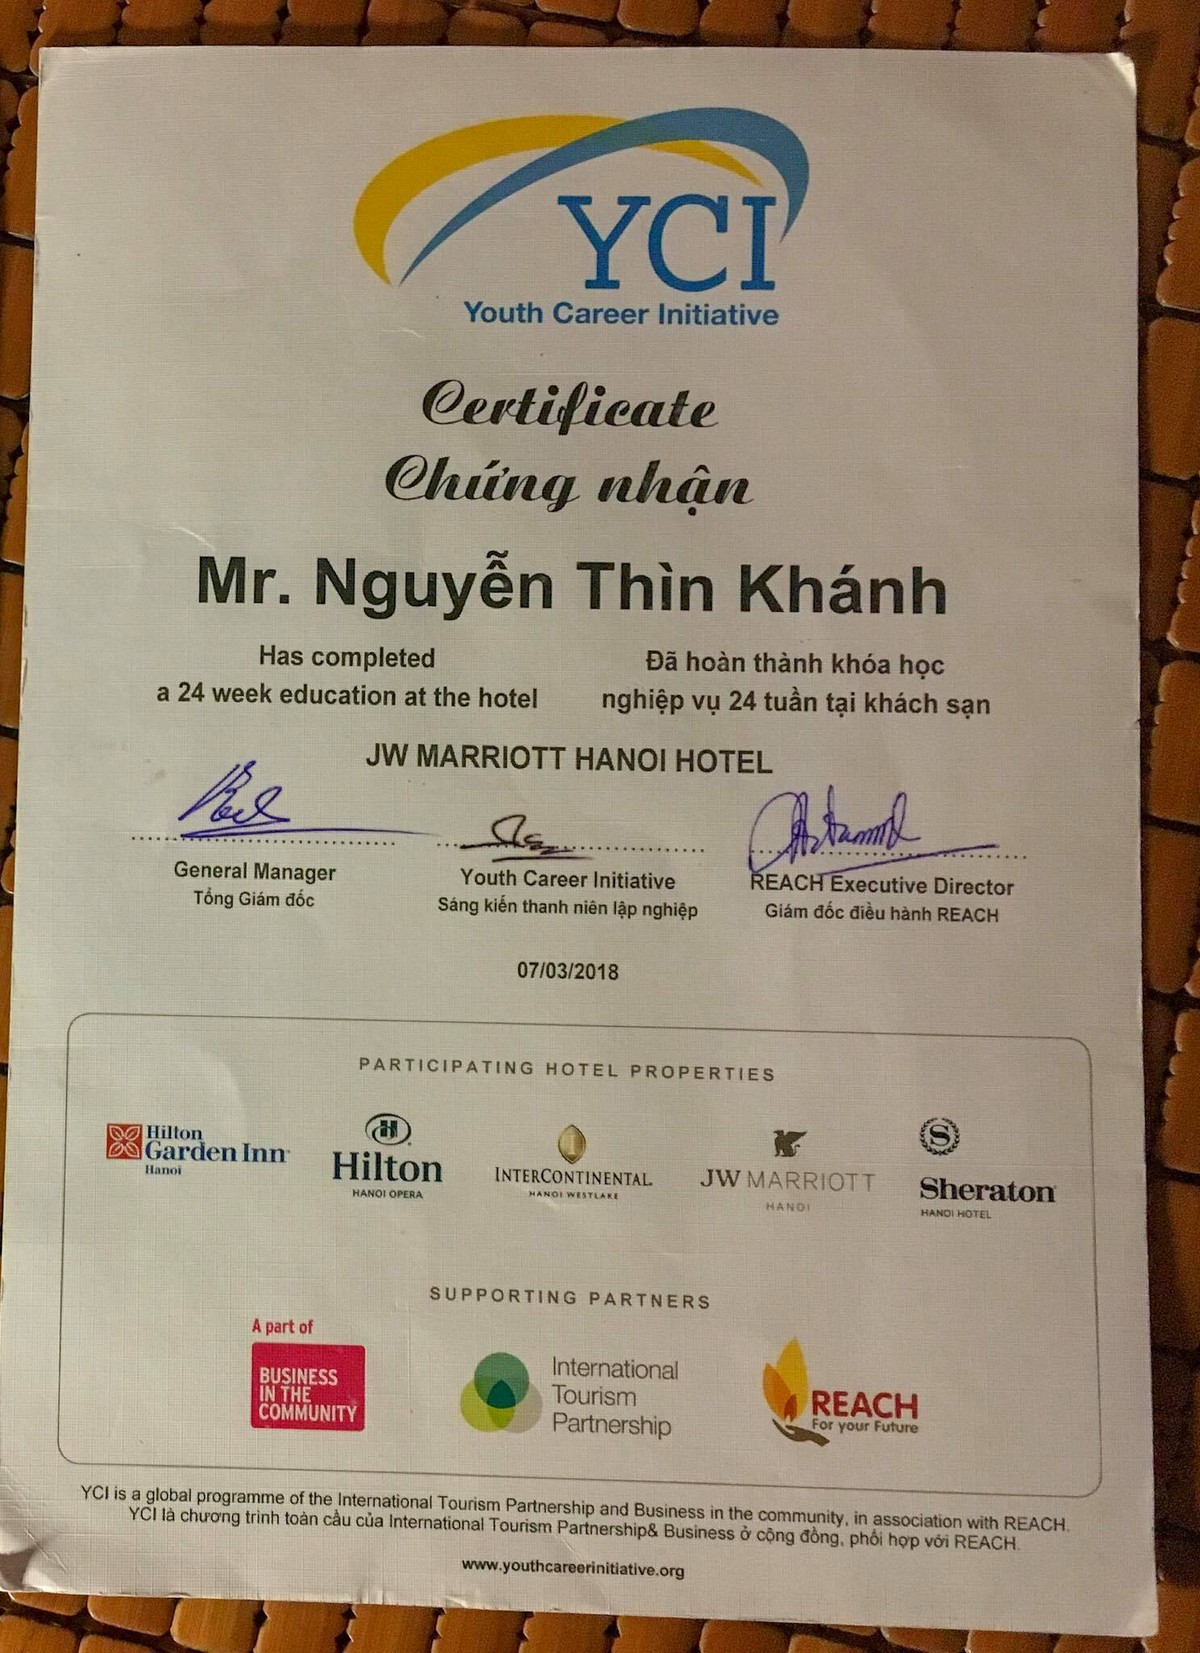 YCI
Youth Career Initiative
Certificate
Chứng nhận
Mr. Nguyễn Thìn Khánh
Has completed
a 24 week education at the hotel
Đã hoàn thành khóa học
nghiệp vụ 24 tuần tại khách sạn
JW MARRIOTT HANOI HOTEL
General Manager
Tổng Giám đốc
Youth Career Initiative
Sáng kiến thanh niên lập nghiệp
REACH Executive Director
Giám đốc điều hành REACH
07/03/2018
PARTICIPATING HOTEL PROPERTIES
Hilton
Garden Inn
Hanoi
H
Hilton
HANOI OPERA
INTERCONTINENTAL
HANOI WESTLAKE
JW MARRIOTT
HANOI
S
Sheraton
HANOI HOTEL
SUPPORTING PARTNERS
A part of
BUSINESS
IN THE
COMMUNITY
International
Tourism
Partnership
REACH
For your Future
YCI is a global programme of the International Tourism Partnership and Business in the community, in association with REACH.
YCI là chương trình toàn cầu của International Tourism Partnership& Business ở cộng đồng, phối hợp với REACH.
www.youthcareerinitiative.org